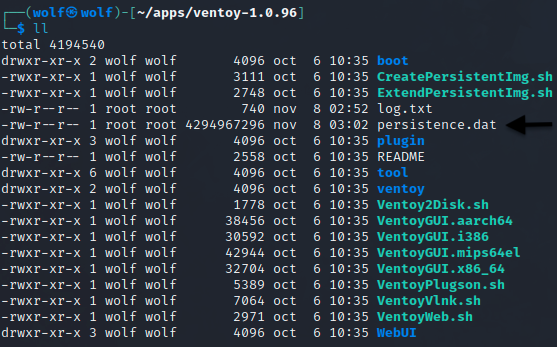 ┌──(wolf㉿wolf)-[~/apps/ventoy-1.0.96]
└─$ ll
total 4194540
drwxr-xr-x 2 wolf wolf       4096 oct  6 10:35 boot
-rwxr-xr-x 1 wolf wolf       3111 oct  6 10:35 CreatePersistentImg.sh
-rwxr-xr-x 1 wolf wolf       2748 oct  6 10:35 ExtendPersistentImg.sh
-rw-r--r-- 1 root root        740 nov  8 02:52 log.txt
-rw-r--r-- 1 root root 4294967296 nov  8 03:02 persistence.dat
drwxr-xr-x 3 wolf wolf       4096 oct  6 10:35 plugin
-rw-r--r-- 1 wolf wolf       2558 oct  6 10:35 README
drwxr-xr-x 6 wolf wolf       4096 oct  6 10:35 tool
drwxr-xr-x 2 wolf wolf       4096 oct  6 10:35 ventoy
-rwxr-xr-x 1 wolf wolf       1778 oct  6 10:35 Ventoy2Disk.sh
-rwxr-xr-x 1 wolf wolf      38456 oct  6 10:35 VentoyGUI.aarch64
-rwxr-xr-x 1 wolf wolf      30592 oct  6 10:35 VentoyGUI.i386
-rwxr-xr-x 1 wolf wolf      42944 oct  6 10:35 VentoyGUI.mips64el
-rwxr-xr-x 1 wolf wolf      32704 oct  6 10:35 VentoyGUI.x86_64
-rwxr-xr-x 1 wolf wolf       5389 oct  6 10:35 VentoyPlugson.sh
-rwxr-xr-x 1 wolf wolf       7064 oct  6 10:35 VentoyVlnk.sh
-rwxr-xr-x 1 wolf wolf       2971 oct  6 10:35 VentoyWeb.sh
drwxr-xr-x 3 wolf wolf       4096 oct  6 10:35 WebUI